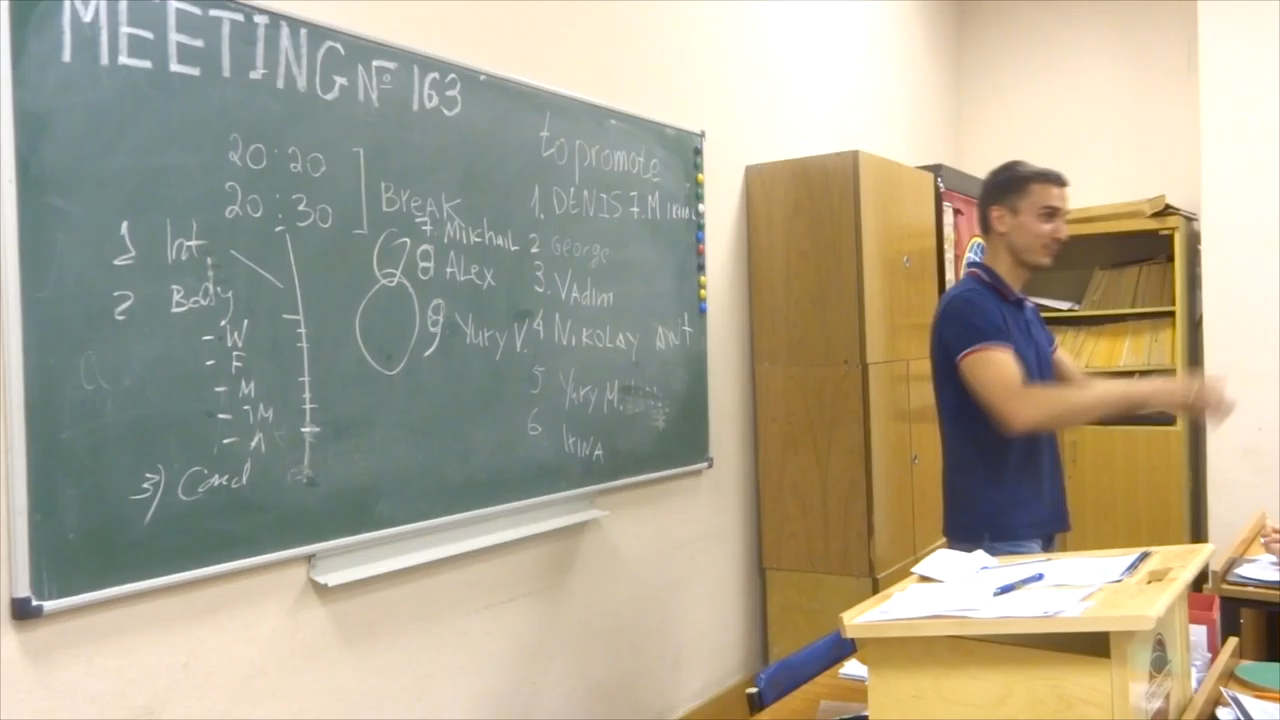 MEETING № 163
20:20
20:30
Break
1 Int.
2 Body
- W
- F
- M
- TM
- A
3) Concl
to promote
1. DENIS 7. M
2 George
3. VAdim
4 NikolAy AWT
5 Yury M.
6 IRINA
7. Mikhail
8 ALex
9 Yury V.